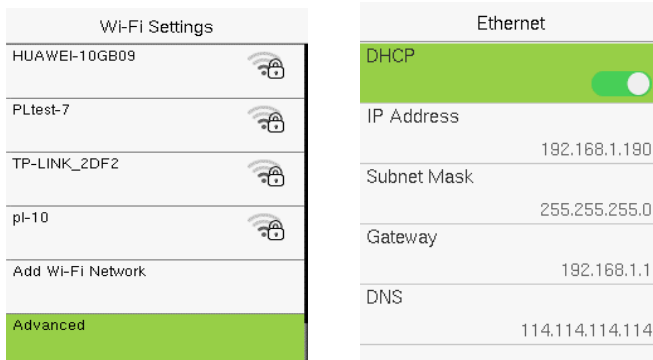 Wi-Fi Settings
HUAWEI-10GB09
PLtest-7
TP-LINK_2DF2
pl-10
Add Wi-Fi Network
Advanced
Ethernet
DHCP
IP Address
192.168.1.190
Subnet Mask
255.255.255.0
Gateway
192.168.1.1
DNS
114.114.114.114